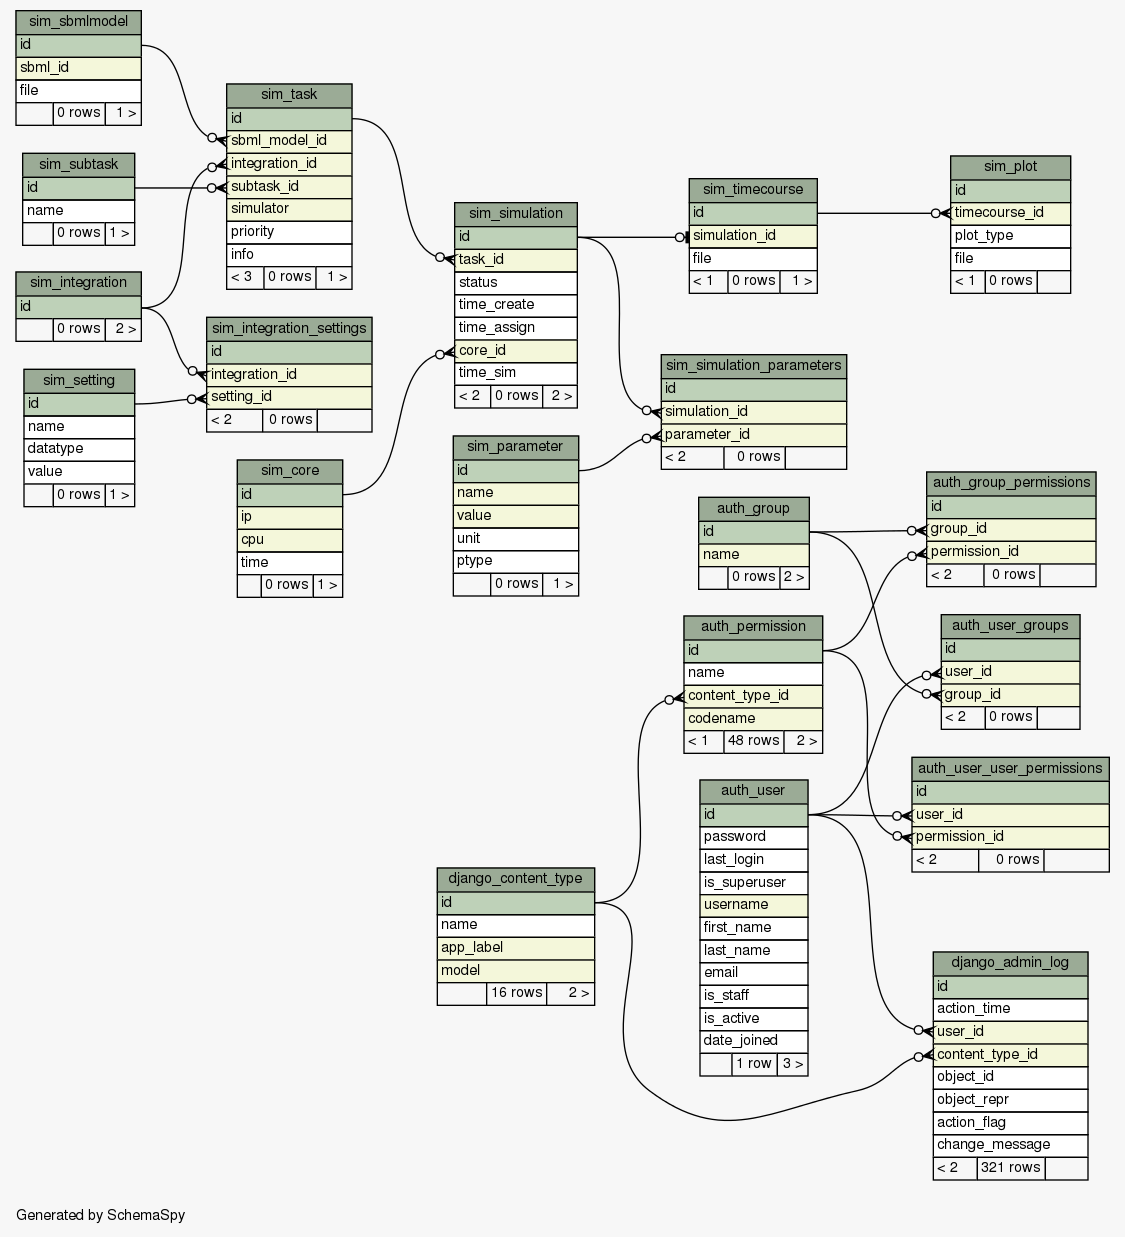 sim_sbmlmodel
id
sbml_id
file
0 rows 1 >
sim_task
id
sbml_model_id
integration_id
subtask_id
simulator
priority
info
< 3 0 rows 1 >
sim_subtask
id
name
0 rows 1 >
sim_integration
id
0 rows 2 >
sim_integration_settings
id
integration_id
setting_id
< 2 0 rows
sim_setting
id
name
datatype
value
0 rows 1 >
sim_core
id
ip
cpu
time
0 rows 1 >
sim_simulation
id
task_id
status
time_create
time_assign
core_id
time_sim
< 2 0 rows 2 >
sim_parameter
id
name
value
unit
ptype
0 rows 1 >
sim_timecourse
id
simulation_id
file
< 1 0 rows 1 >
sim_plot
id
timecourse_id
plot_type
file
< 1 0 rows
sim_simulation_parameters
id
simulation_id
parameter_id
< 2 0 rows
auth_group
id
name
0 rows 2 >
auth_group_permissions
id
group_id
permission_id
< 2 0 rows
auth_permission
id
name
content_type_id
codename
< 1 48 rows 2 >
auth_user_groups
id
user_id
group_id
< 2 0 rows
auth_user_user_permissions
id
user_id
permission_id
< 2 0 rows
auth_user
id
password
last_login
is_superuser
username
first_name
last_name
email
is_staff
is_active
date_joined
1 row 3 >
django_content_type
id
name
app_label
model
16 rows 2 >
django_admin_log
id
action_time
user_id
content_type_id
object_id
object_repr
action_flag
change_message
< 2 321 rows
Generated by SchemaSpy